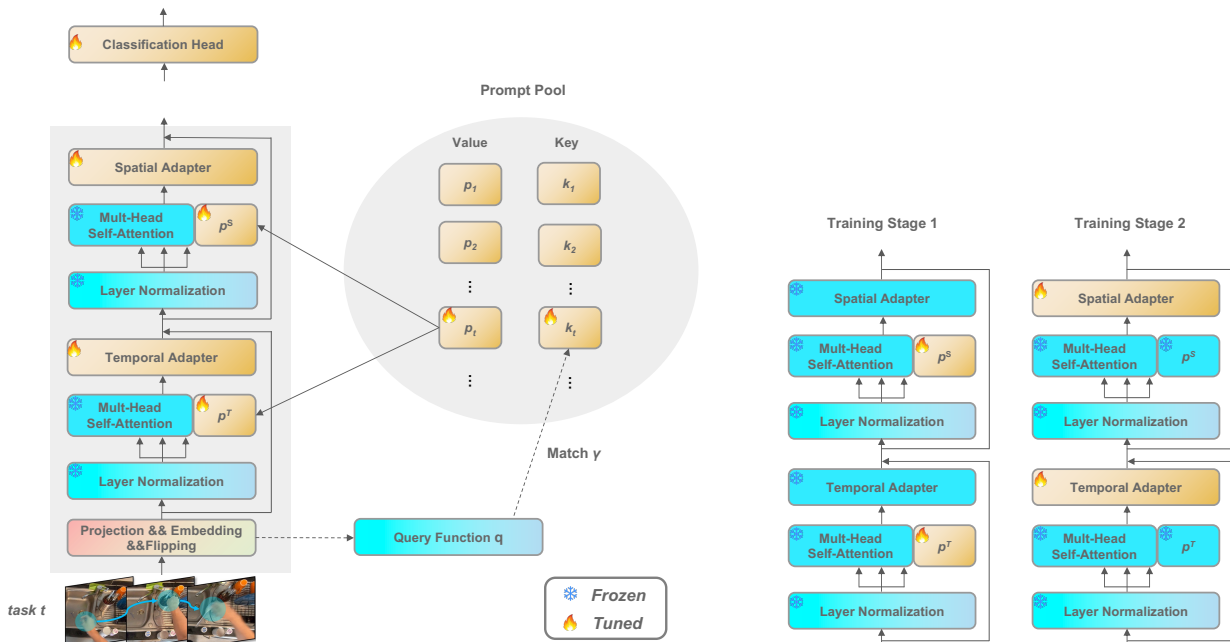 Classification Head
Prompt Pool
Value
Key
Spatial Adapter
p1
k1
Mult-Head
Self-Attention
pS
p2
k2
Layer Normalization
⋮
⋮
pt
kt
Temporal Adapter
⋮
⋮
Mult-Head
Self-Attention
pT
Match γ
Layer Normalization
Projection && Embedding
&&Flipping
Query Function q
task t
Frozen
Tuned
Training Stage 1
Spatial Adapter
Mult-Head
Self-Attention
pS
Layer Normalization
Temporal Adapter
Mult-Head
Self-Attention
pT
Layer Normalization
Training Stage 2
Spatial Adapter
Mult-Head
Self-Attention
pS
Layer Normalization
Temporal Adapter
Mult-Head
Self-Attention
pT
Layer Normalization